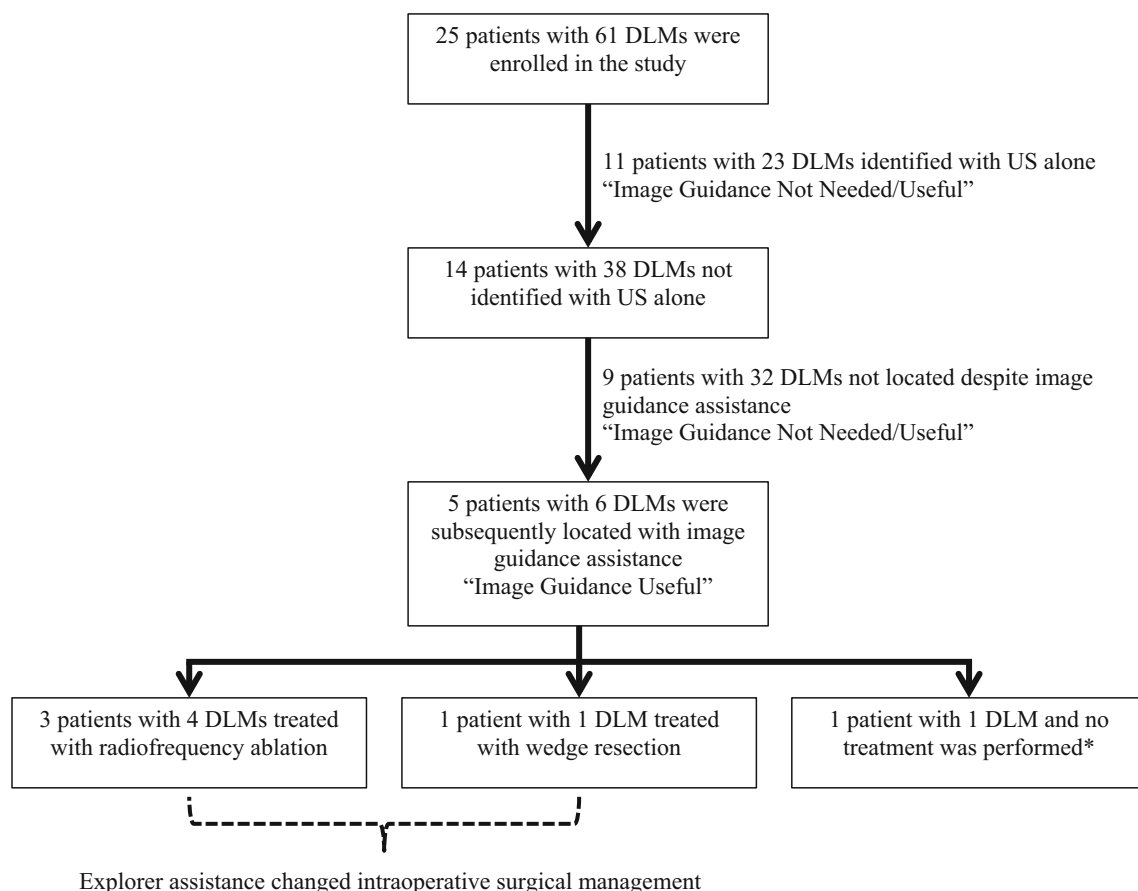 25 patients with 61 DLMs were
enrolled in the study
11 patients with 23 DLMs identified with US alone
“Image Guidance Not Needed/Useful”
14 patients with 38 DLMs not
identified with US alone
9 patients with 32 DLMs not located despite image
guidance assistance
“Image Guidance Not Needed/Useful”
5 patients with 6 DLMs were
subsequently located with image
guidance assistance
“Image Guidance Useful”
3 patients with 4 DLMs treated
with radiofrequency ablation
1 patient with 1 DLM treated
with wedge resection
1 patient with 1 DLM and no
treatment was performed*
Explorer assistance changed intraoperative surgical management